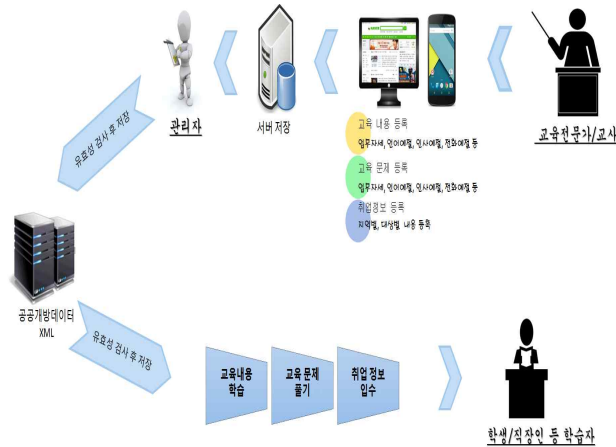 관리자
서버 저장
교육전문가/교사
교육 내용 등록
업무자세, 언어예절, 인사예절, 전화예절 등
교육 문제 등록
업무자세, 언어예절, 인사예절, 전화예절 등
취업정보 등록
지역별, 대상별 내용 등록
유효성 검사 후 저장
공공개방데이터
XML
유효성 검사 후 저장
교육내용
학습
교육 문제
풀기
취업 정보
입수
학생/직장인 등 학습자